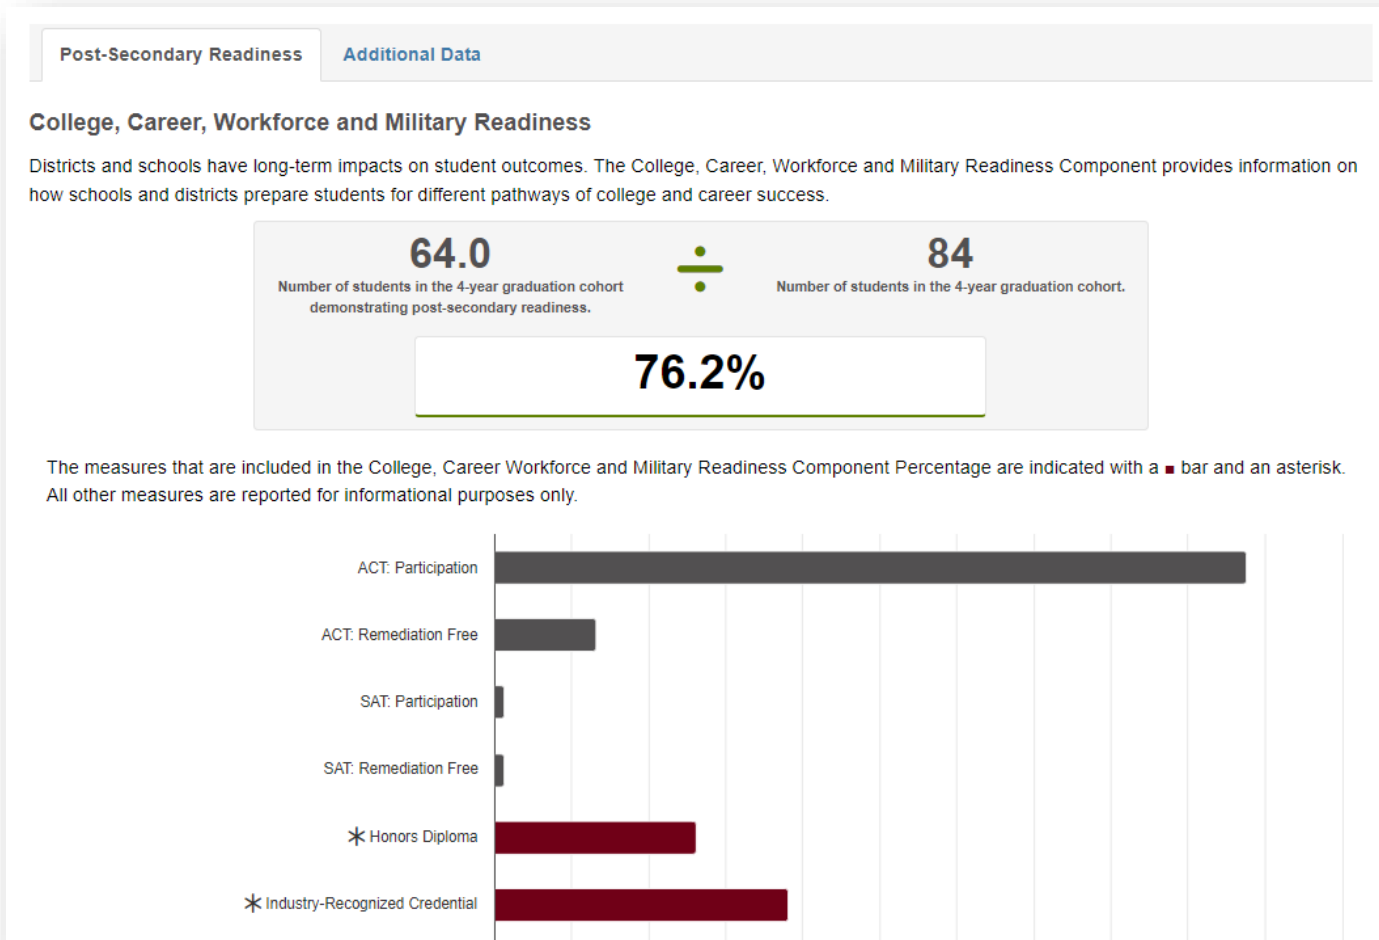 Post-Secondary Readiness
Additional Data
College, Career, Workforce and Military Readiness
Districts and schools have long-term impacts on student outcomes. The College, Career, Workforce and Military Readiness Component provides information on
how schools and districts prepare students for different pathways of college and career success.
64.0
Number of students in the 4-year graduation cohort
demonstrating post-secondary readiness.
÷
84
Number of students in the 4-year graduation cohort.
76.2%
The measures that are included in the College, Career Workforce and Military Readiness Component Percentage are indicated with a ■ bar and an asterisk.
All other measures are reported for informational purposes only.
ACT: Participation
ACT: Remediation Free
SAT: Participation
SAT: Remediation Free
* Honors Diploma
* Industry-Recognized Credential